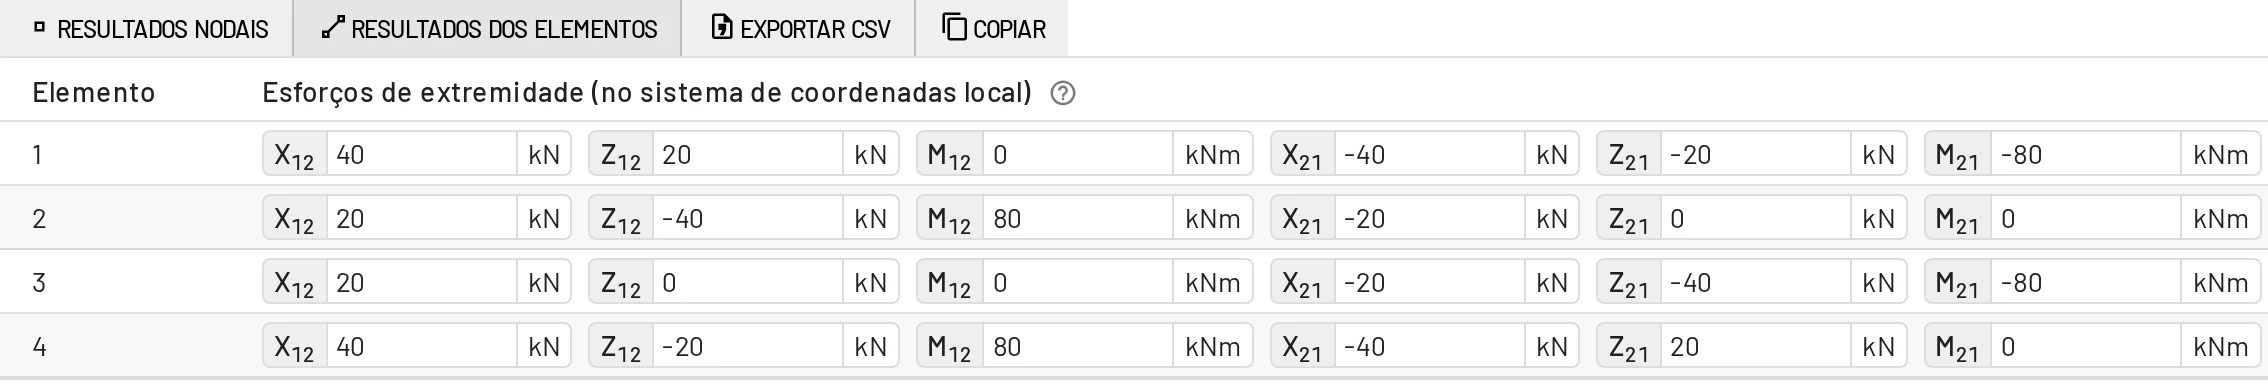 RESULTADOS NODAIS RESULTADOS DOS ELEMENTOS EXPORTAR CSV COPIAR
Elemento Esforços de extremidade (no sistema de coordenadas local) ?
1 X12 40 kN Z12 20 kN M12 0 kNm X21 -40 kN Z21 -20 kN M21 -80 kNm
2 X12 20 kN Z12 -40 kN M12 80 kNm X21 -20 kN Z21 0 kN M21 0 kNm
3 X12 20 kN Z12 0 kN M12 0 kNm X21 -20 kN Z21 -40 kN M21 -80 kNm
4 X12 40 kN Z12 -20 kN M12 80 kNm X21 -40 kN Z21 20 kN M21 0 kNm